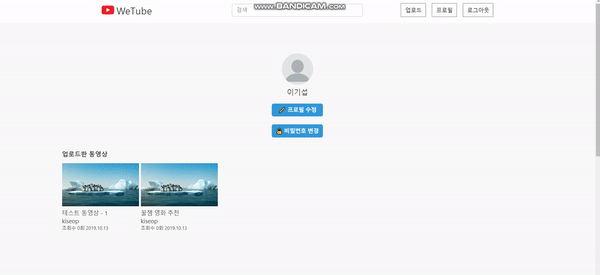 WeTube
검색
www.BANDICAM.com
업로드
프로필
로그아웃
이기섭
프로필 수정
비밀번호 변경
업로드한 동영상
테스트 동영상 - 1
kiseop
조회수 0회 2019.10.13
꿀잼 영화 추천
kiseop
조회수 0회 2019.10.13